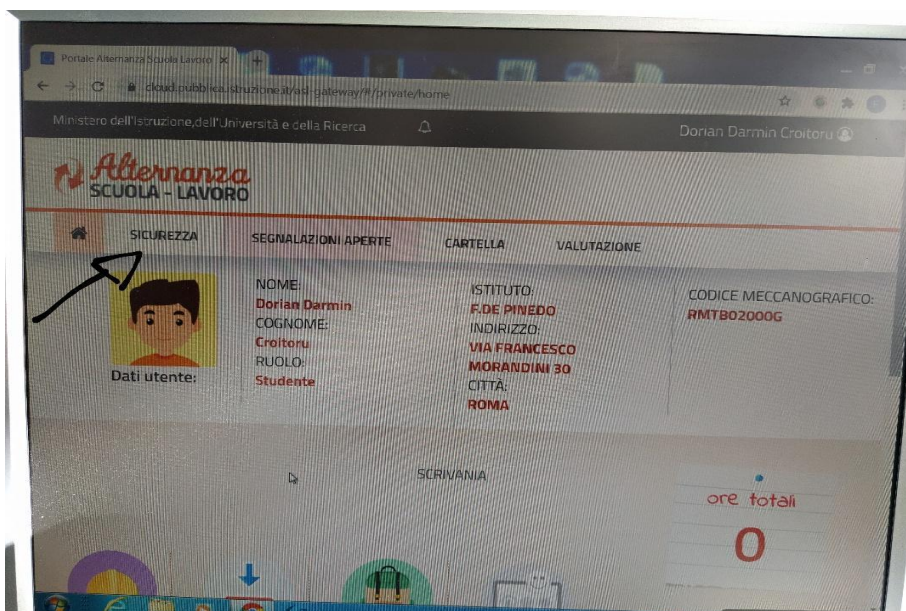 Portale Alternanza Scuola Lavoro
cloud.pubblica.istruzione.it/asl-gateway/#/private/home
Ministero dell'Istruzione,dell'Università e della Ricerca
Dorian Darmin Croitoru
Alternanza
SCUOLA - LAVORO
SICUREZZA
SEGNALAZIONI APERTE
CARTELLA
VALUTAZIONE
Dati utente:
NOME:
Dorian Darmin
COGNOME:
Croitoru
RUOLO:
Studente
ISTITUTO:
F.DE PINEDO
INDIRIZZO:
VIA FRANCESCO
MORANDINI 30
CITTÀ:
ROMA
CODICE MECCANOGRAFICO:
RMTB02000G
SCRIVANIA
ore totali
0